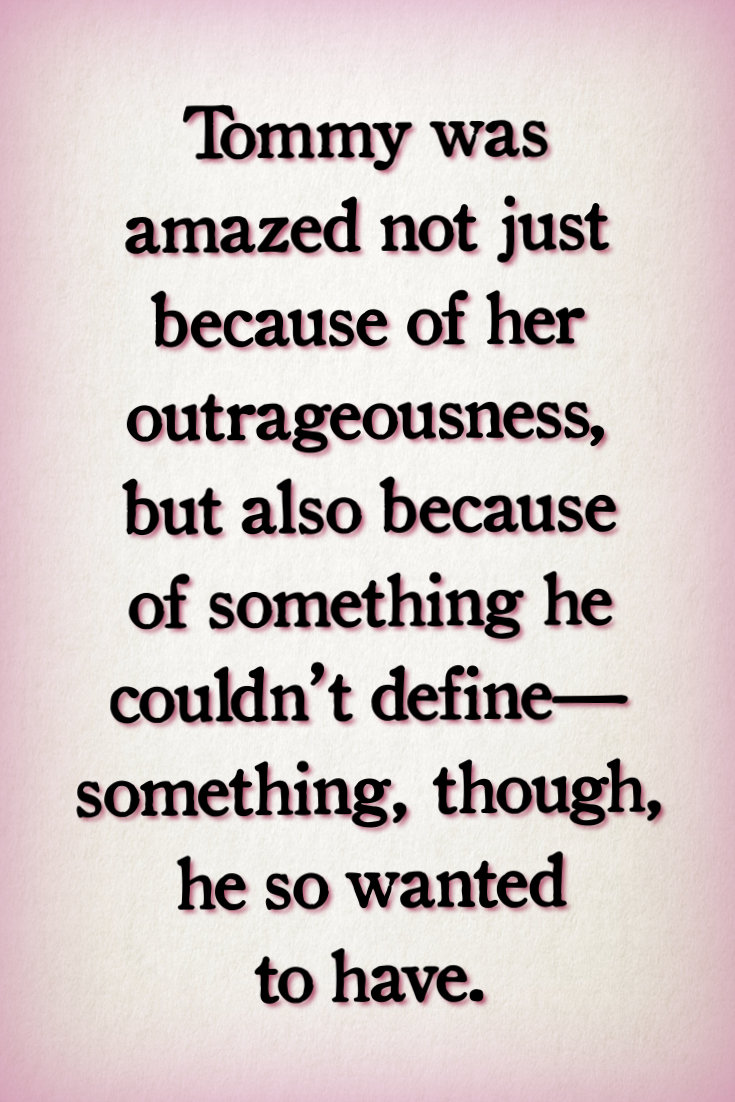 Tommy was
amazed not just
because of her
outrageousness,
but also because
of something he
couldn’t define—
something, though,
he so wanted
to have.